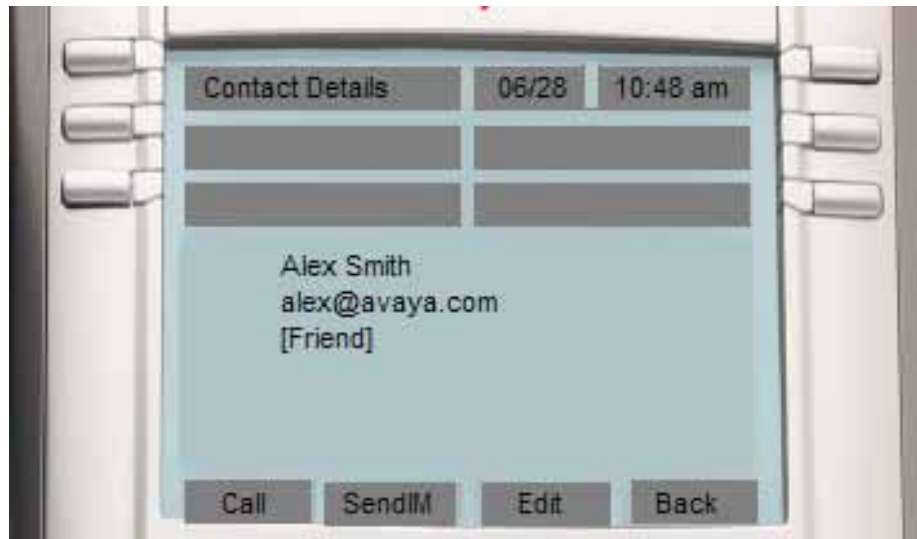 Contact Details 06/28 10:48 am
Alex Smith
alex@avaya.com
[Friend]
Call SendIM Edit Back